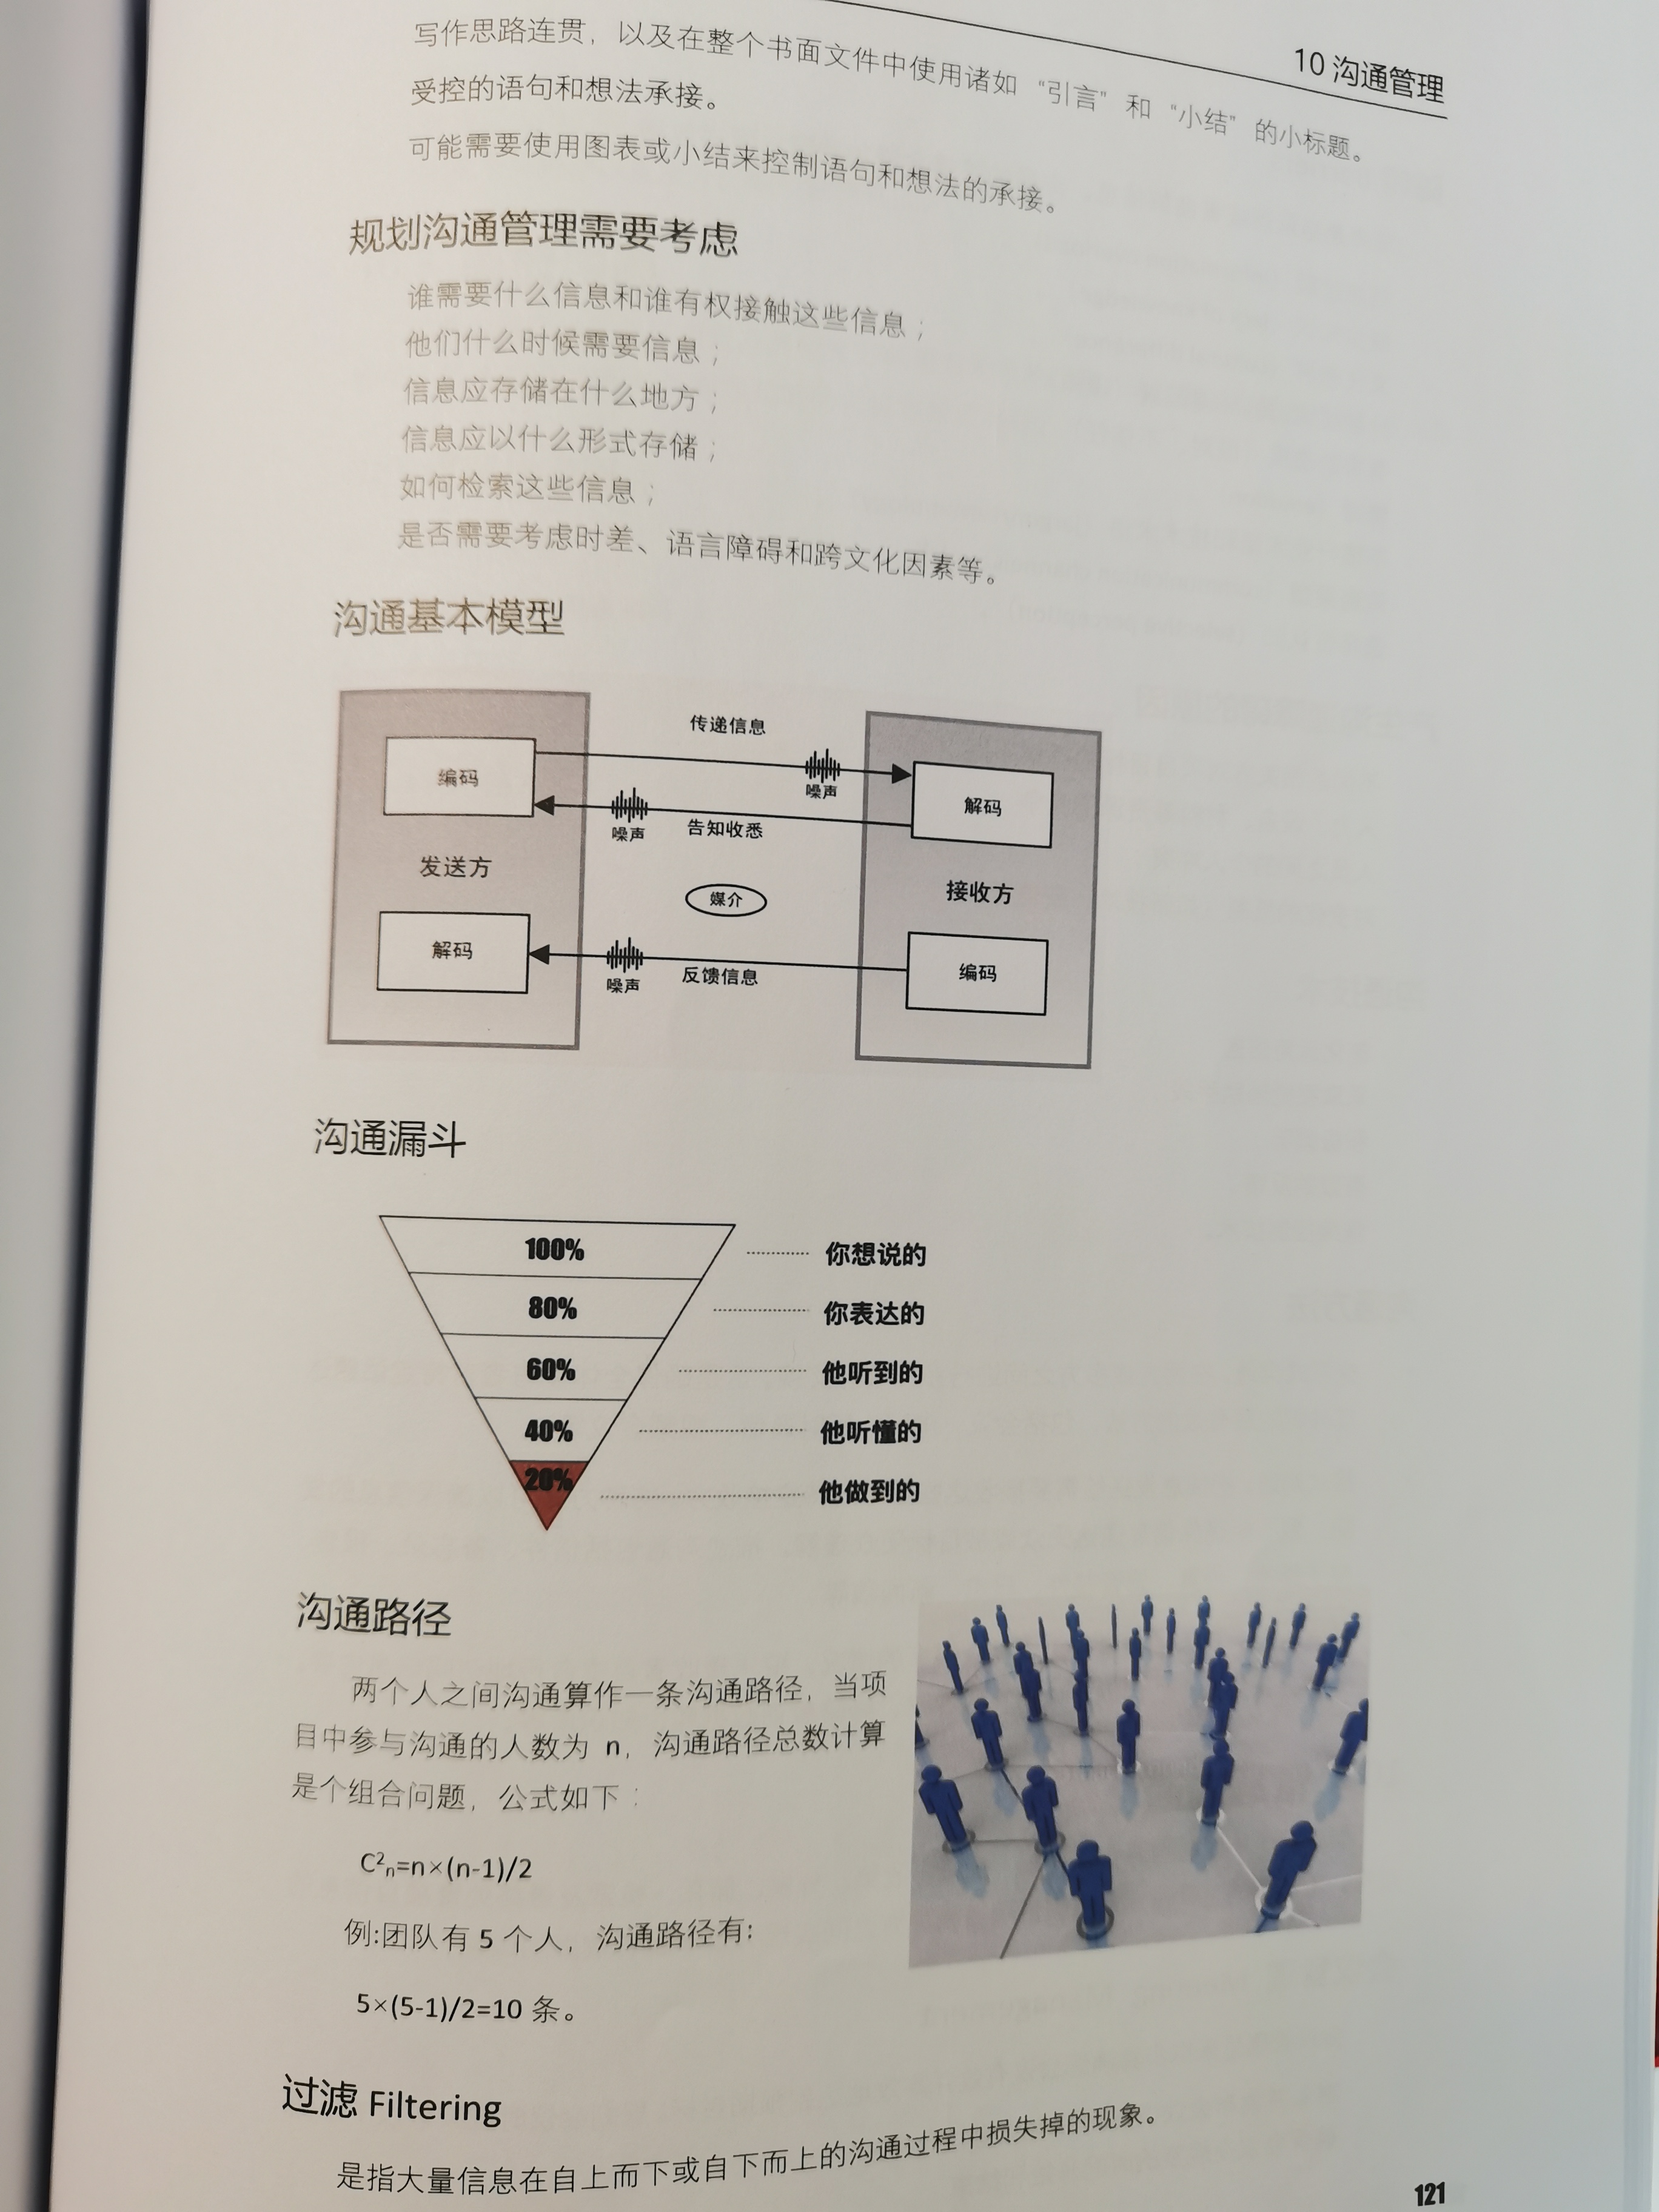 10 沟通管理
写作思路连贯，以及在整个书面文件中使用诸如 “引言” 和 “小结” 的小标题。
受控的语句和想法承接。
可能需要使用图表或小结来控制语句和想法的承接。
规划沟通管理需要考虑
谁需要什么信息和谁有权接触这些信息；
他们什么时候需要信息；
信息应存储在什么地方；
信息应以什么形式存储；
如何检索这些信息；
是否需要考虑时差、语言障碍和跨文化因素等。
沟通基本模型
传递信息
编码
噪声
解码
噪声
告知收悉
发送方
媒介
接收方
解码
噪声
反馈信息
编码
沟通漏斗
100% 你想说的
80% 你表达的
60% 他听到的
40% 他听懂的
20% 他做到的
沟通路径
两个人之间沟通算作一条沟通路径，当项
目中参与沟通的人数为 n，沟通路径总数计算
是个组合问题，公式如下：
C²ₙ=n×(n-1)/2
例:团队有 5 个人，沟通路径有:
5×(5-1)/2=10 条。
过滤 Filtering
是指大量信息在自上而下或自下而上的沟通过程中损失掉的现象。
121